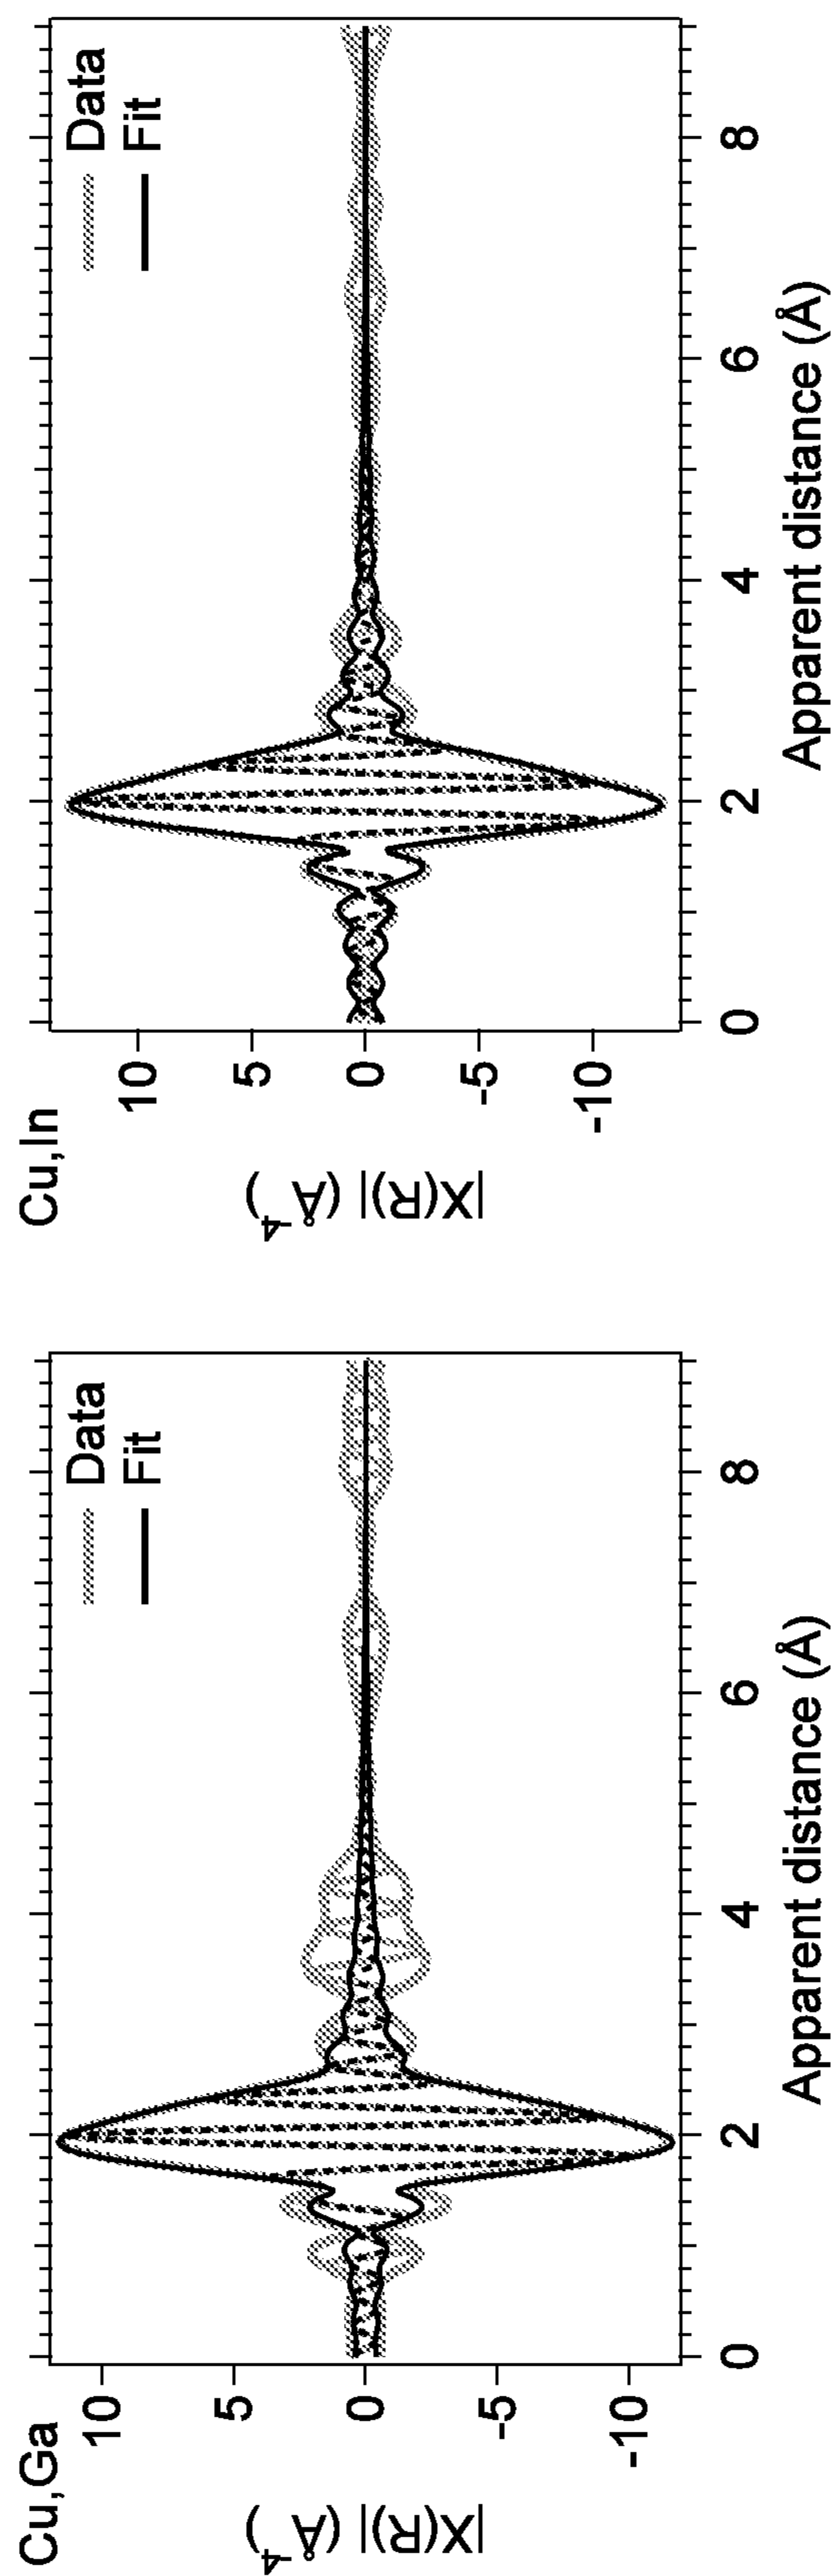 Cu,Ga
Data
Fit
10
5
0
-5
-10
|X(R)| (Å⁻⁴)
0 2 4 6 8
Apparent distance (Å)
Cu,In
Data
Fit
10
5
0
-5
-10
|X(R)| (Å⁻⁴)
0 2 4 6 8
Apparent distance (Å)